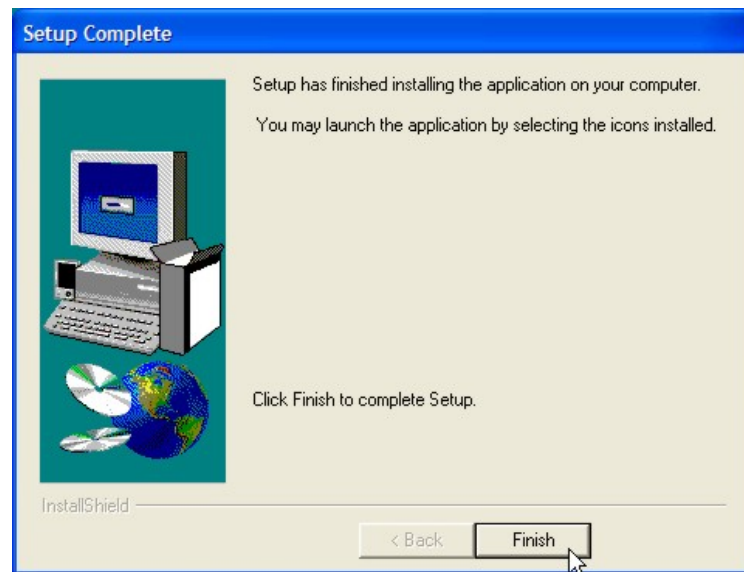 Setup Complete
Setup has finished installing the application on your computer.
You may launch the application by selecting the icons installed.
Click Finish to complete Setup.
InstallShield
< Back
Finish